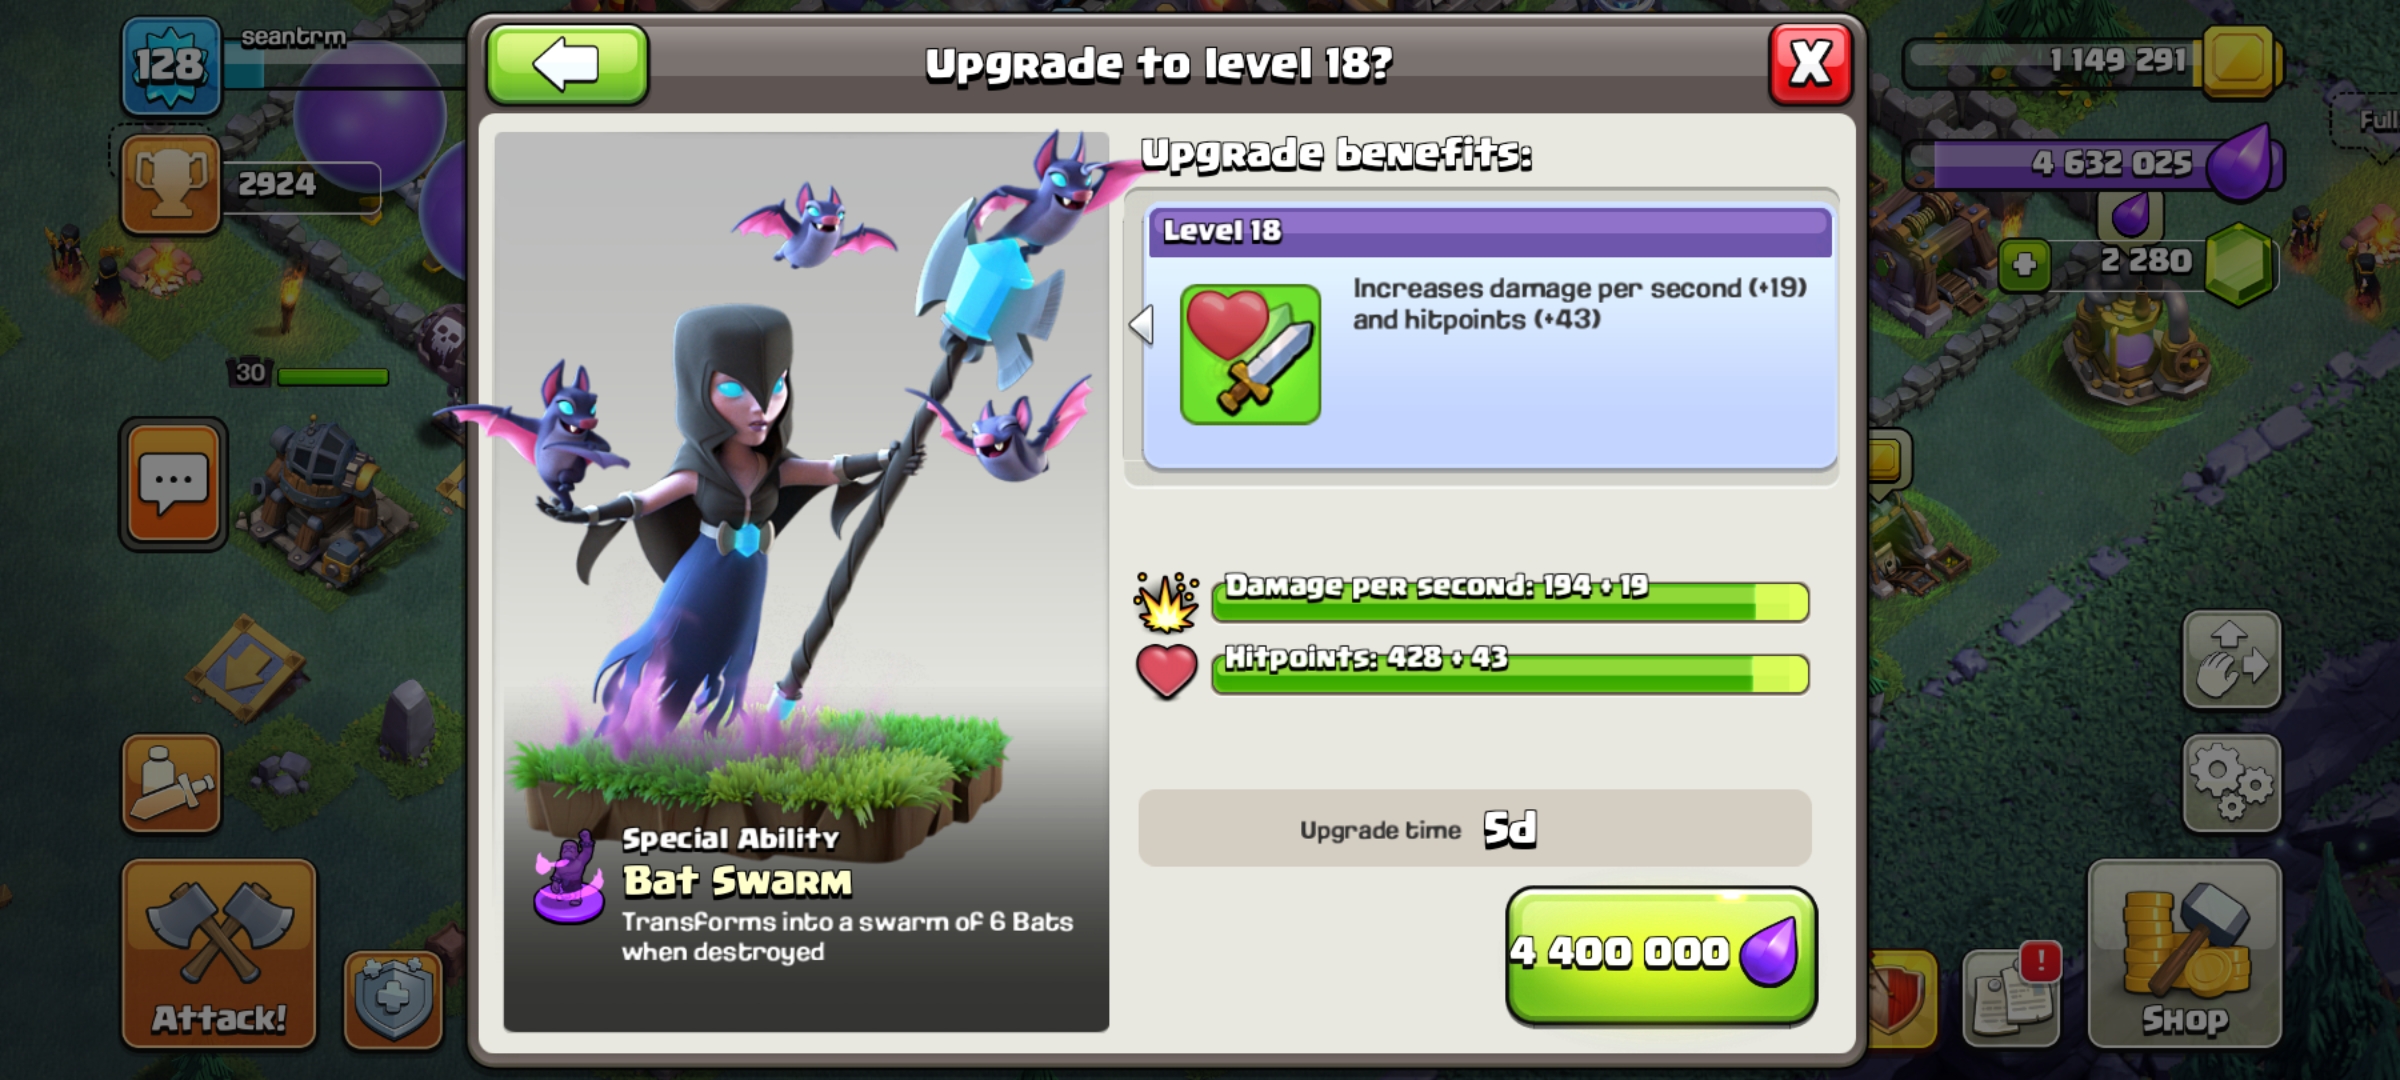 128
seantrm
Upgrade to level 18?
X
1 149 291
2924
Upgrade benefits:
4 632 025
Full
Level 18
2 280
Increases damage per second (+19)
and hitpoints (+43)
30
Damage per second: 194 + 19
Hitpoints: 428 + 43
Upgrade time 5d
Special Ability
Bat Swarm
Transforms into a swarm of 6 Bats
when destroyed
4 400 000
!
Attack!
Shop